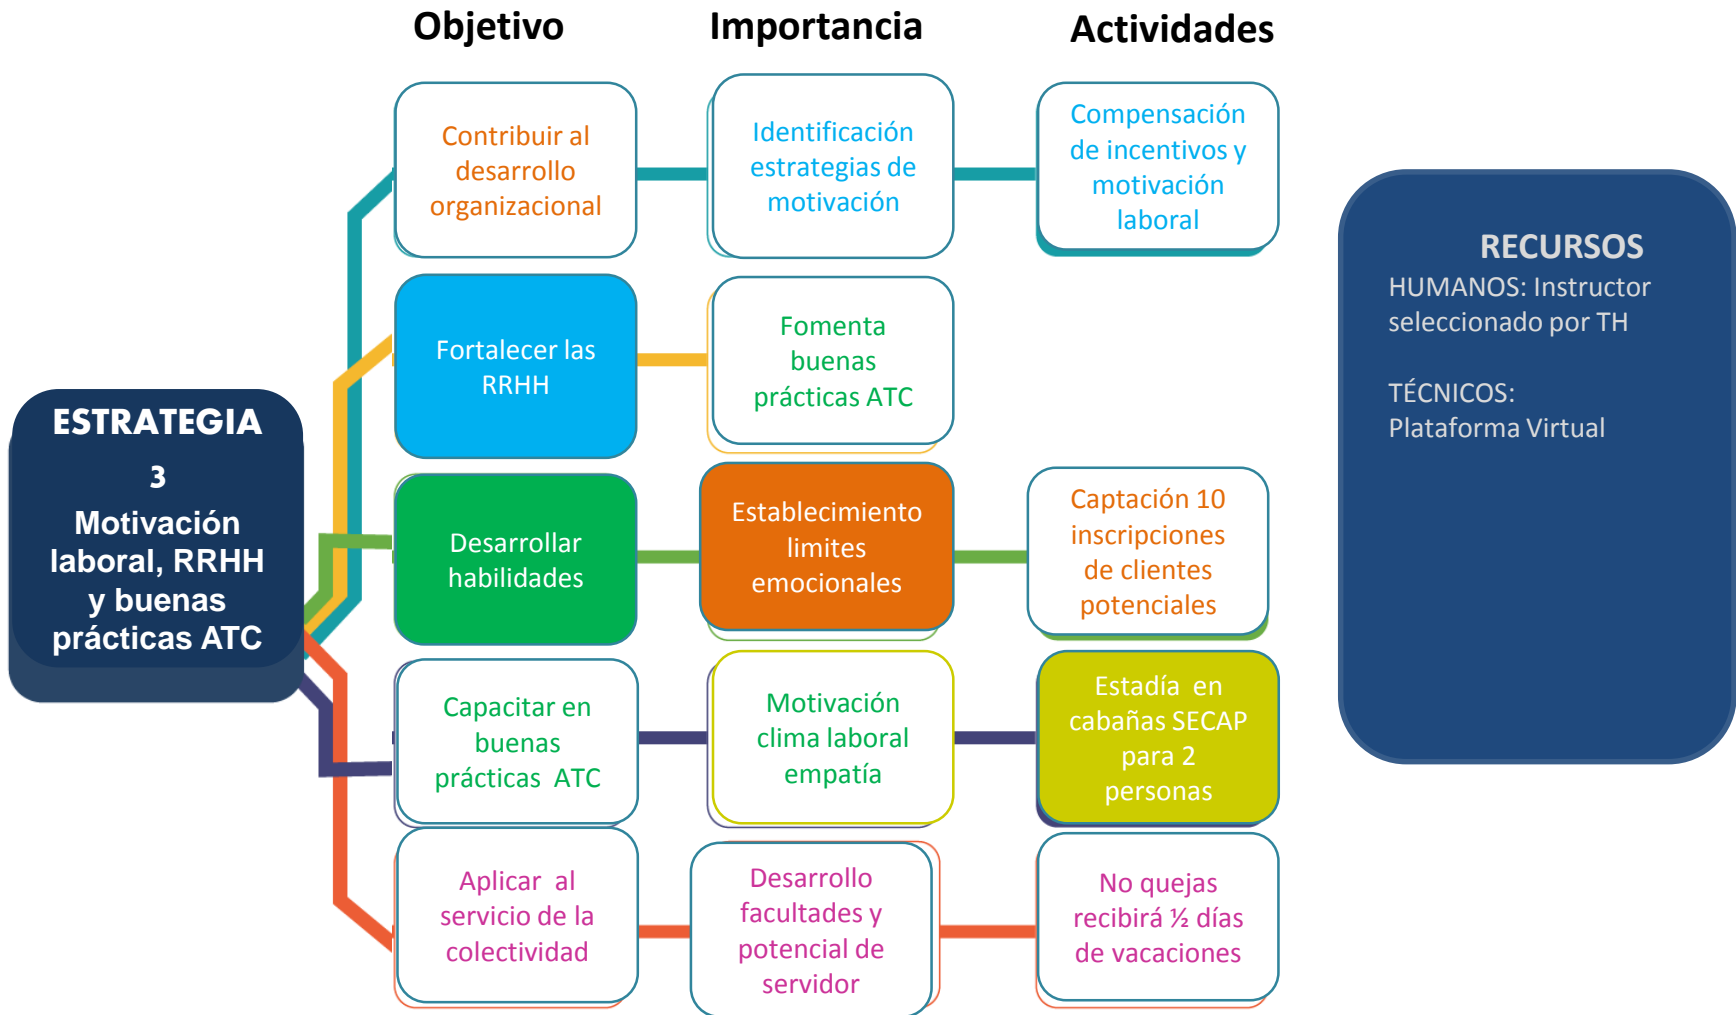 Objetivo
Importancia
Actividades
ESTRATEGIA
3
Motivación
laboral, RRHH
y buenas
prácticas ATC
Contribuir al
desarrollo
organizacional
Identificación
estrategias de
motivación
Compensación
de incentivos y
motivación
laboral
Fortalecer las
RRHH
Fomenta
buenas
prácticas ATC
Desarrollar
habilidades
Establecimiento
limites
emocionales
Captación 10
inscripciones
de clientes
potenciales
Capacitar en
buenas
prácticas ATC
Motivación
clima laboral
empatía
Estadía en
cabañas SECAP
para 2
personas
Aplicar al
servicio de la
colectividad
Desarrollo
facultades y
potencial de
servidor
No quejas
recibirá ½ días
de vacaciones
RECURSOS
HUMANOS: Instructor
seleccionado por TH
TÉCNICOS:
Plataforma Virtual